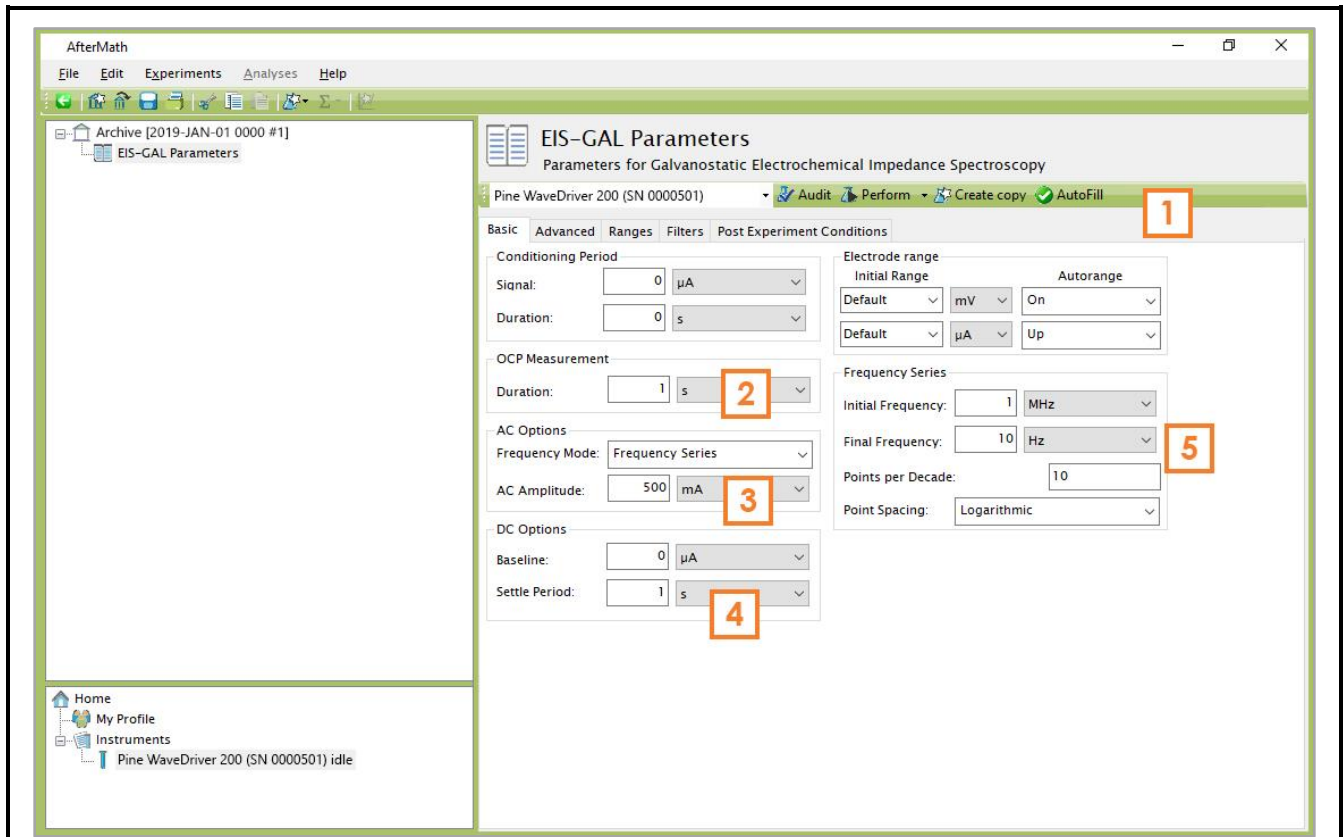 AfterMath
File Edit Experiments Analyses Help
Archive [2019-JAN-01 0000 #1]
EIS-GAL Parameters
Home
My Profile
Instruments
Pine WaveDriver 200 (SN 0000501) idle
EIS-GAL Parameters
Parameters for Galvanostatic Electrochemical Impedance Spectroscopy
Pine WaveDriver 200 (SN 0000501) Audit Perform Create copy AutoFill
1
Basic Advanced Ranges Filters Post Experiment Conditions
Conditioning Period
Signal: 0 µA
Duration: 0 s
OCP Measurement
Duration: 1 s
2
AC Options
Frequency Mode: Frequency Series
AC Amplitude: 500 mA
3
DC Options
Baseline: 0 µA
Settle Period: 1 s
4
Electrode range
Initial Range Autorange
Default mV On
Default µA Up
Frequency Series
Initial Frequency: 1 MHz
Final Frequency: 10 Hz
5
Points per Decade: 10
Point Spacing: Logarithmic